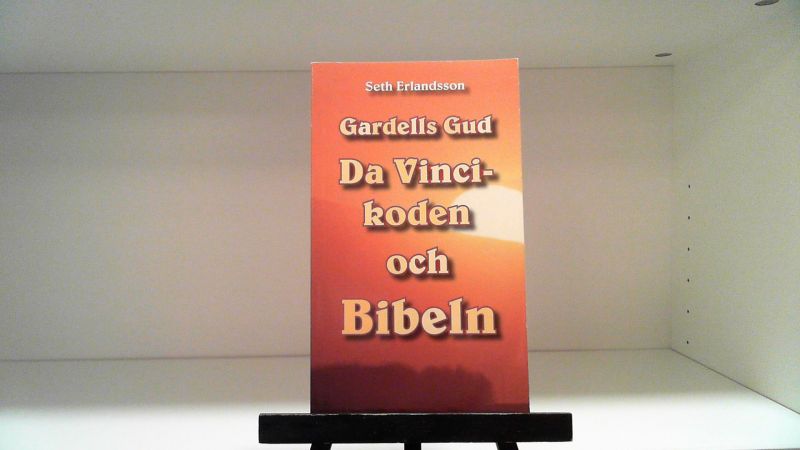 Seth Erlandsson
Gardells Gud
Da Vinci-
koden
och
Bibeln